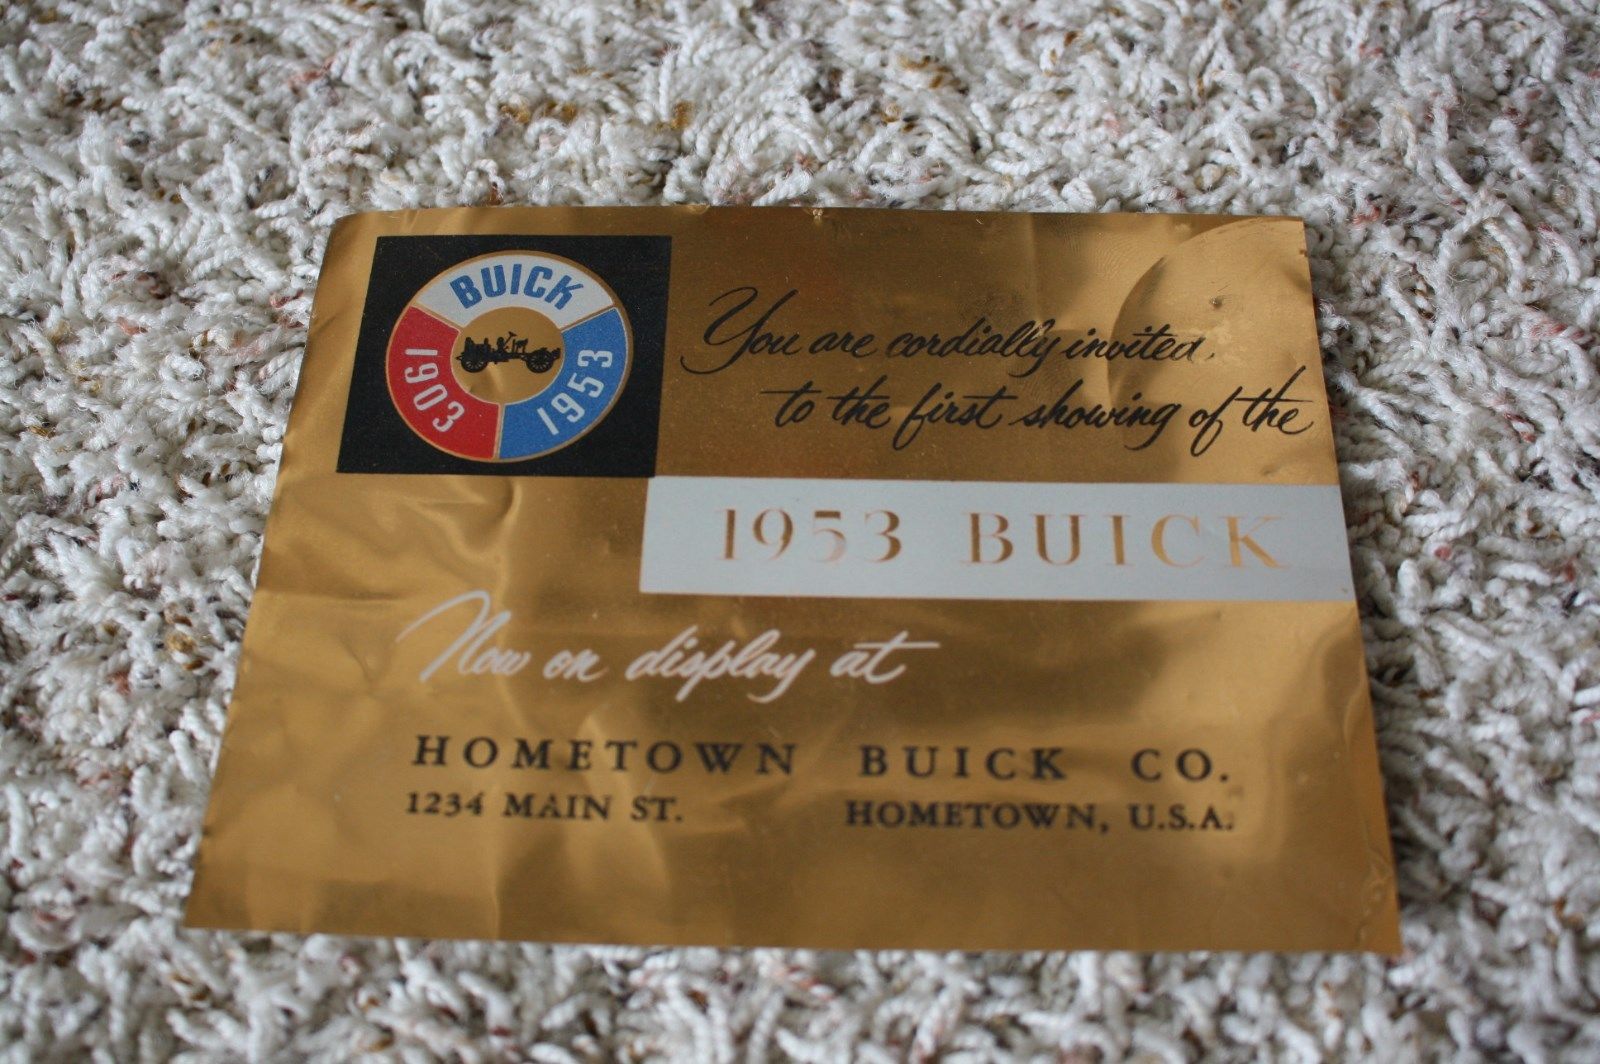 BUICK
1903 1953
You are cordially invited
to the first showing of the
1953 BUICK
Now on display at
HOMETOWN BUICK CO.
1234 MAIN ST. HOMETOWN, U.S.A.